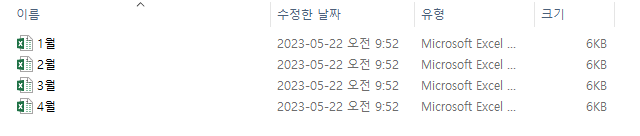 이름 수정한 날짜 유형 크기
1월 2023-05-22 오전 9:52 Microsoft Excel ... 6KB
2월 2023-05-22 오전 9:52 Microsoft Excel ... 6KB
3월 2023-05-22 오전 9:52 Microsoft Excel ... 6KB
4월 2023-05-22 오전 9:52 Microsoft Excel ... 6KB